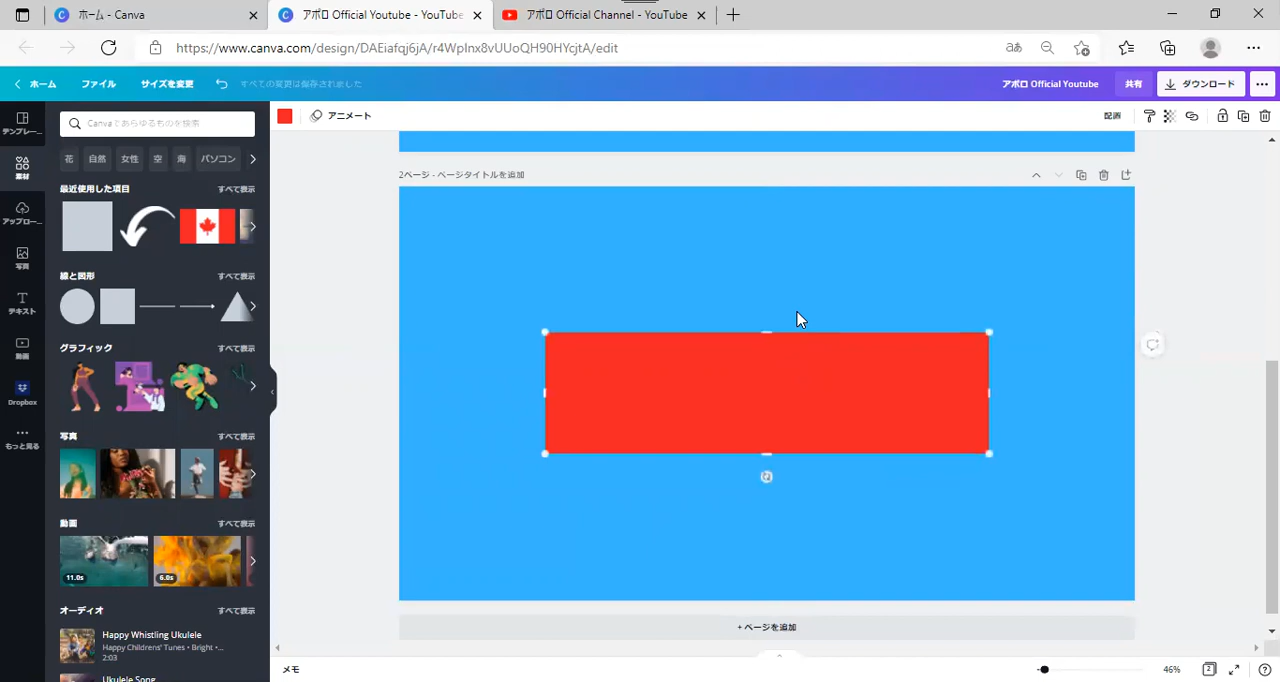 ホーム - Canva
アポロ Official Youtube - YouTube
アポロ Official Channel - YouTube
https://www.canva.com/design/DAEiafqj6jA/r4WpInx8vUUoQH90HYcjtA/edit
ああ
ホーム
ファイル
サイズを変更
すべての変更は保存されました
アポロ Official Youtube
共有
ダウンロード
テンプレー...
Canvaであらゆるものを検索
アニメート
配置
素材
花
自然
女性
空
海
パソコン
2ページ - ページタイトルを追加
最近使用した項目
すべて表示
アップロー...
写真
線と図形
すべて表示
テキスト
動画
グラフィック
すべて表示
Dropbox
もっと見る
写真
すべて表示
動画
すべて表示
11.0s
6.0s
オーディオ
すべて表示
Happy Whistling Ukulele
Happy Childrens' Tunes • Bright • ...
2:03
Ukulele Song
+ ページを追加
メモ
46%
2